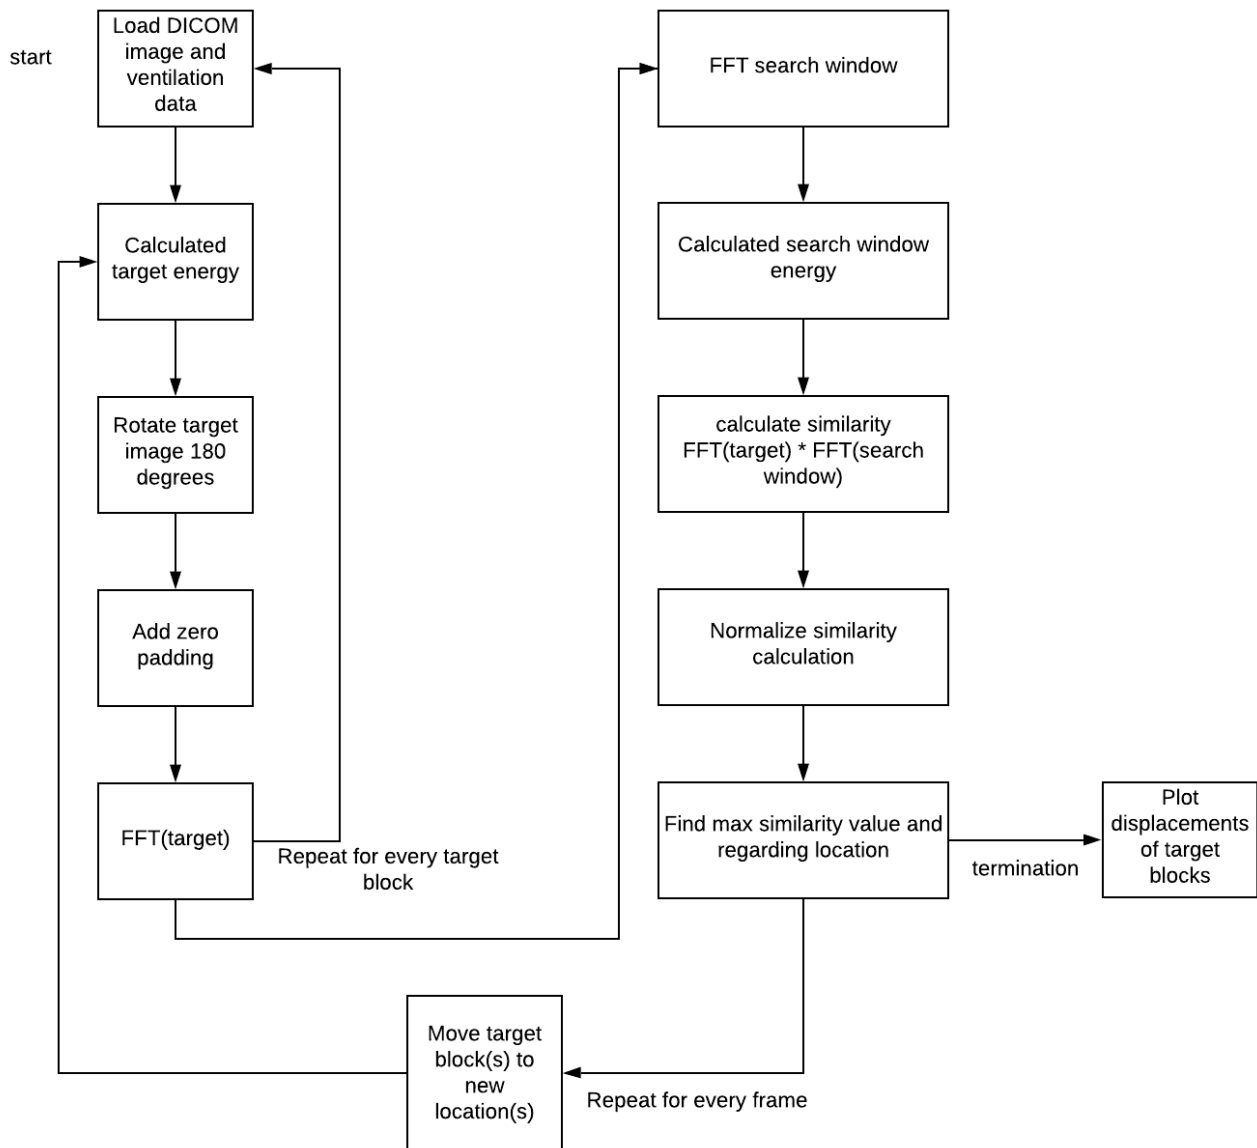 start
Load DICOM
image and
ventilation
data
Calculated
target energy
Rotate target
image 180
degrees
Add zero
padding
FFT(target)
Repeat for every target
block
FFT search window
Calculated search window
energy
calculate similarity
FFT(target) * FFT(search
window)
Normalize similarity
calculation
Find max similarity value and
regarding location
termination
Plot
displacements
of target
blocks
Move target
block(s) to
new
location(s)
Repeat for every frame